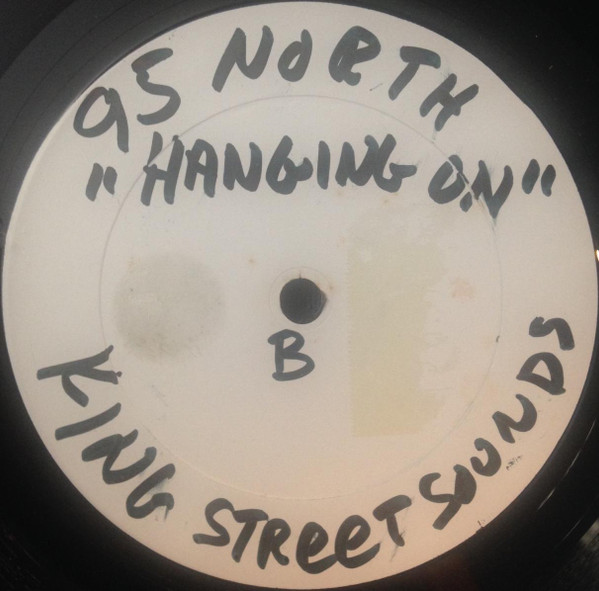 95 NORTH
"HANGING ON"
B
KING STREET SOUNDS